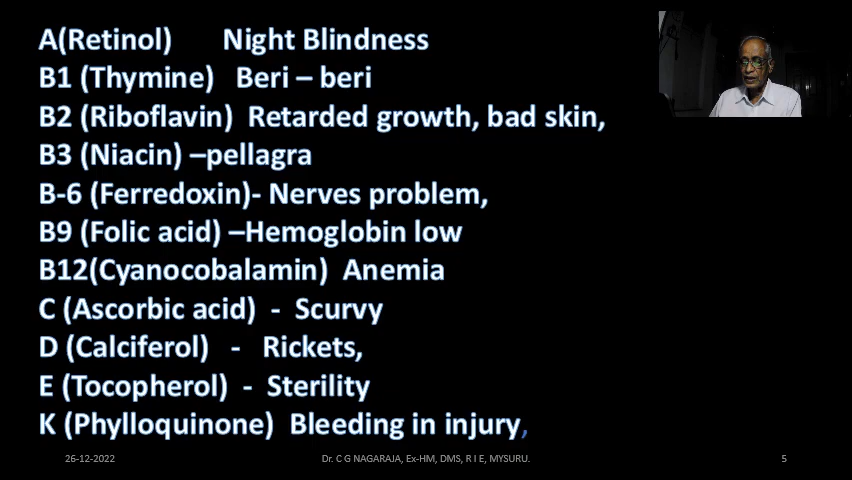 A(Retinol) Night Blindness
B1 (Thymine) Beri – beri
B2 (Riboflavin) Retarded growth, bad skin,
B3 (Niacin) –pellagra
B-6 (Ferredoxin)- Nerves problem,
B9 (Folic acid) –Hemoglobin low
B12(Cyanocobalamin) Anemia
C (Ascorbic acid) - Scurvy
D (Calciferol) - Rickets,
E (Tocopherol) - Sterility
K (Phylloquinone) Bleeding in injury,
26-12-2022 Dr. C G NAGARAJA, Ex-HM, DMS, R I E, MYSURU. 5